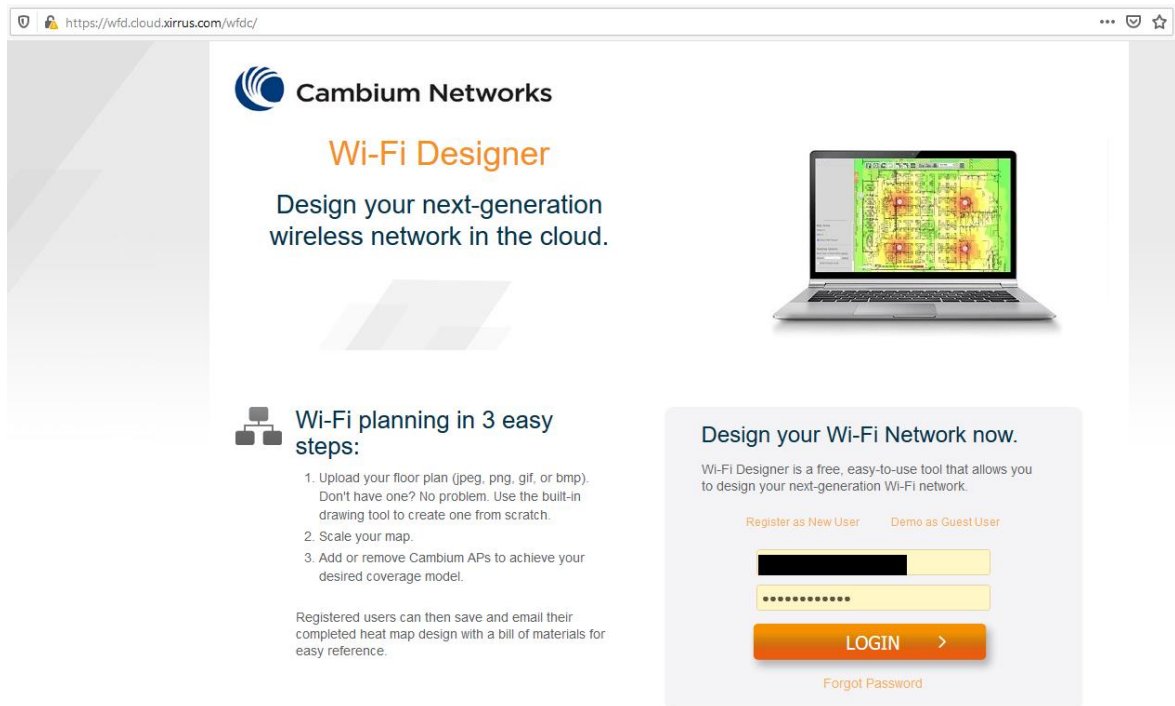 https://wfd.cloud.xirrus.com/wfdc/
Cambium Networks
Wi-Fi Designer
Design your next-generation
wireless network in the cloud.
Wi-Fi planning in 3 easy
steps:
1. Upload your floor plan (jpeg, png, gif, or bmp).
Don't have one? No problem. Use the built-in
drawing tool to create one from scratch.
2. Scale your map.
3. Add or remove Cambium APs to achieve your
desired coverage model.
Registered users can then save and email their
completed heat map design with a bill of materials for
easy reference.
Design your Wi-Fi Network now.
Wi-Fi Designer is a free, easy-to-use tool that allows you
to design your next-generation Wi-Fi network.
Register as New User Demo as Guest User
LOGIN
Forgot Password